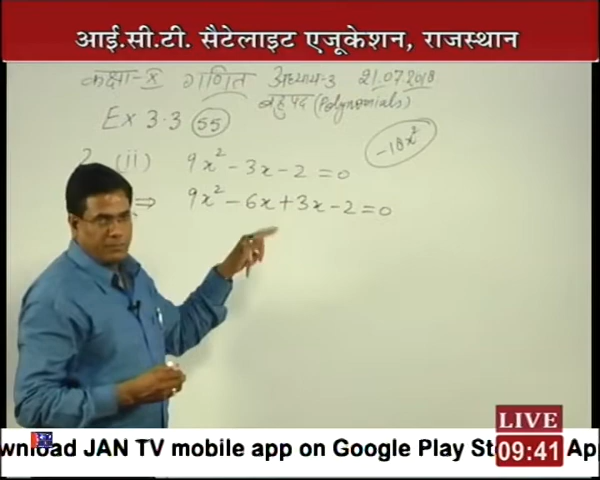 आई.सी.टी. सैटेलाइट एजूकेशन, राजस्थान
कक्षा-X गणित अध्याय-3 21.07.2018
बहुपद (Polynomials)
Ex 3.3 (55)
-18x²
2. (ii) 9x² - 3x - 2 = 0
⇒ 9x² - 6x + 3x - 2 = 0
LIVE
wnload JAN TV mobile app on Google Play St App
09:41